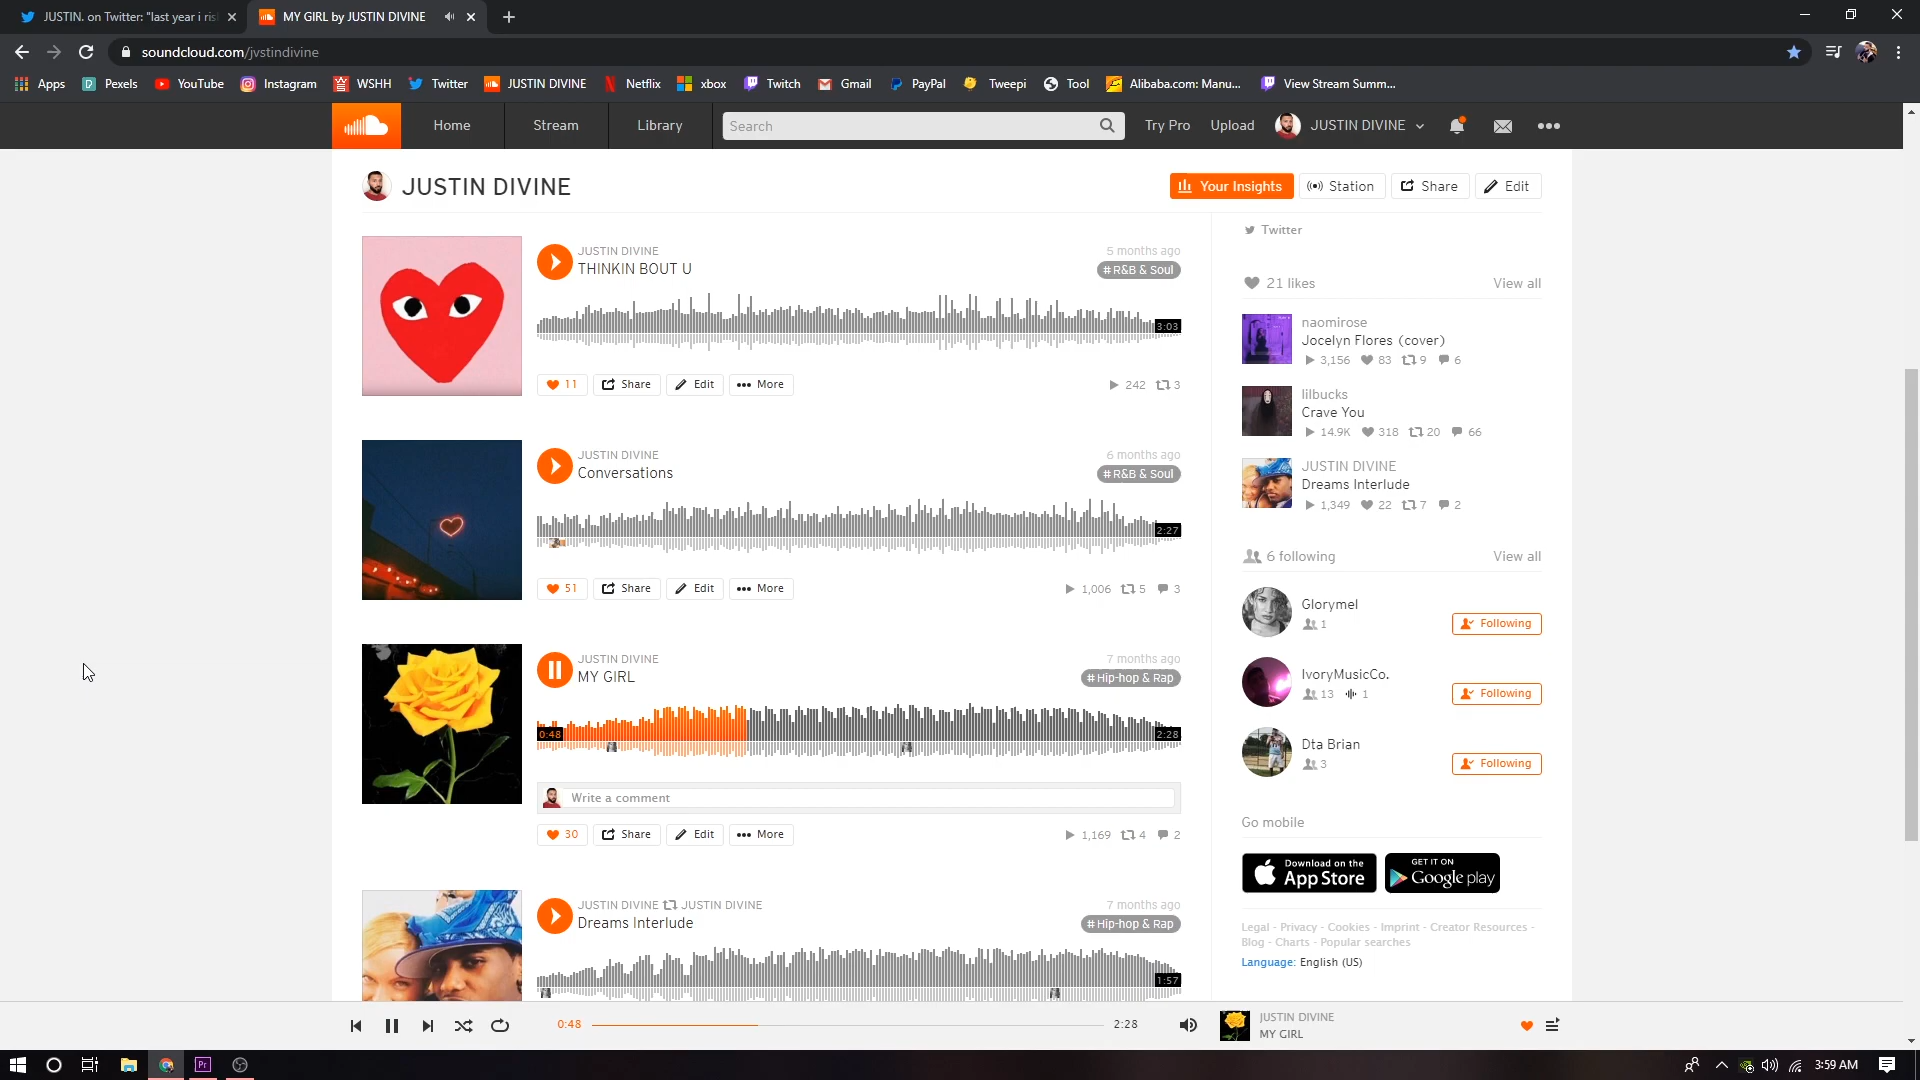 JUSTIN. on Twitter: "last year i ris
MY GIRL by JUSTIN DIVINE
soundcloud.com/jvstindivine
Apps
Pexels
YouTube
Instagram
WSHH
Twitter
JUSTIN DIVINE
Netflix
xbox
Twitch
Gmail
PayPal
Tweepi
Tool
Alibaba.com: Manu...
View Stream Summ...
Home
Stream
Library
Search
Try Pro
Upload
JUSTIN DIVINE
JUSTIN DIVINE
Your Insights
Station
Share
Edit
JUSTIN DIVINE
5 months ago
THINKIN BOUT U
# R&B & Soul
3:03
11
Share
Edit
More
242
3
JUSTIN DIVINE
6 months ago
Conversations
# R&B & Soul
2:27
51
Share
Edit
More
1,006
5
3
JUSTIN DIVINE
7 months ago
MY GIRL
# Hip-hop & Rap
0:48
2:28
Write a comment
30
Share
Edit
More
1,169
4
2
JUSTIN DIVINE JUSTIN DIVINE
7 months ago
Dreams Interlude
# Hip-hop & Rap
1:57
Twitter
21 likes
View all
naomirose
Jocelyn Flores (cover)
3,156 83 9 6
lilbucks
Crave You
14.9K 318 20 66
JUSTIN DIVINE
Dreams Interlude
1,349 22 7 2
6 following
View all
Glorymel
1
Following
IvoryMusicCo.
13 1
Following
Dta Brian
3
Following
Go mobile
Download on the
App Store
GET IT ON
Google play
Legal - Privacy - Cookies - Imprint - Creator Resources -
Blog - Charts - Popular searches
Language: English (US)
0:48
2:28
JUSTIN DIVINE
MY GIRL
Pr
3:59 AM